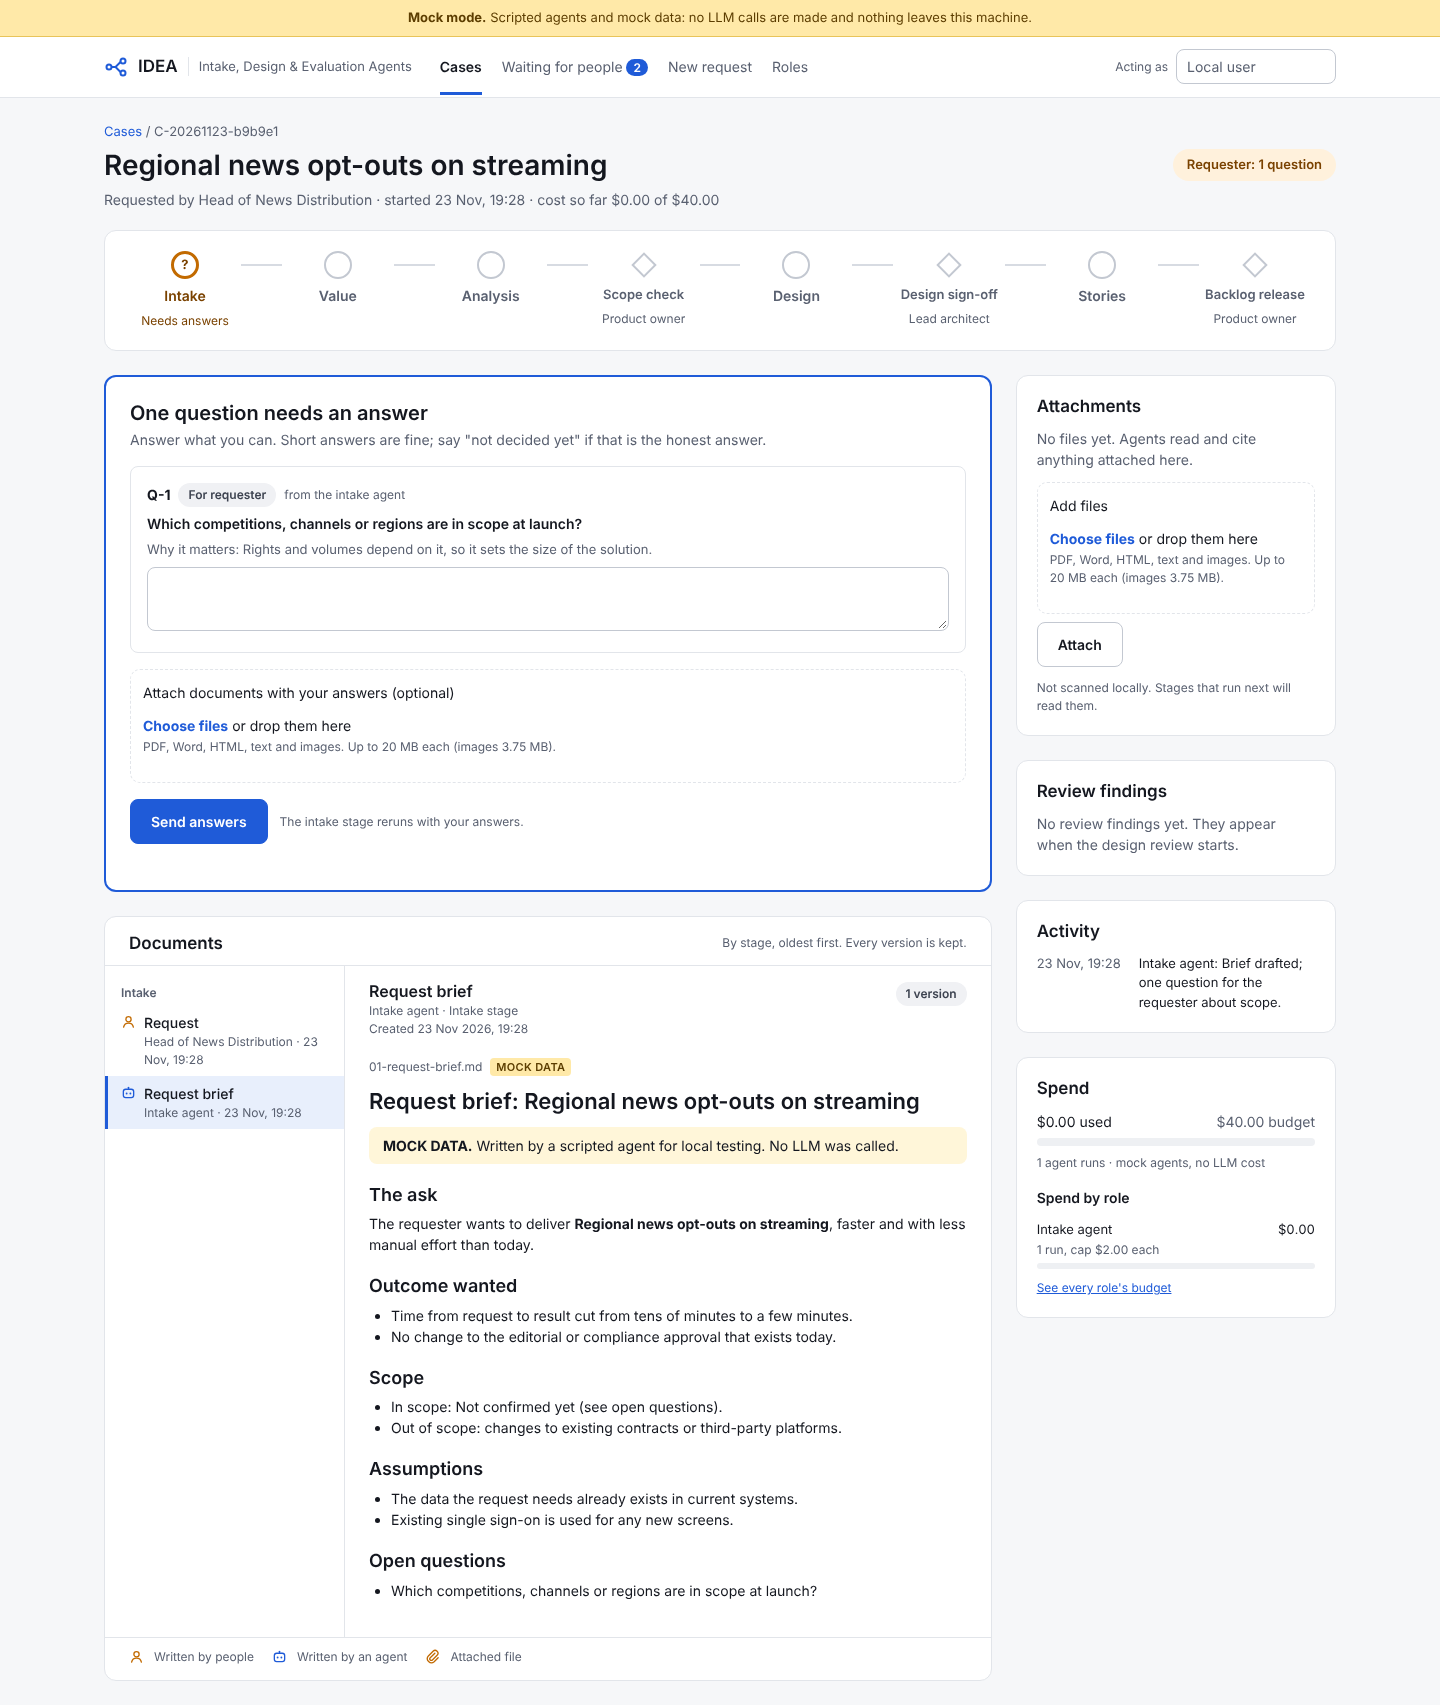 Mock mode. Scripted agents and mock data: no LLM calls are made and nothing leaves this machine.
IDEA
Intake, Design & Evaluation Agents
Cases
Waiting for people 2
New request
Roles
Acting as
Local user
Cases / C-20261123-b9b9e1
Regional news opt-outs on streaming
Requester: 1 question
Requested by Head of News Distribution · started 23 Nov, 19:28 · cost so far $0.00 of $40.00
?
Intake
Needs answers
Value
Analysis
Scope check
Product owner
Design
Design sign-off
Lead architect
Stories
Backlog release
Product owner
One question needs an answer
Answer what you can. Short answers are fine; say "not decided yet" if that is the honest answer.
Q-1 For requester from the intake agent
Which competitions, channels or regions are in scope at launch?
Why it matters: Rights and volumes depend on it, so it sets the size of the solution.
Attach documents with your answers (optional)
Choose files or drop them here
PDF, Word, HTML, text and images. Up to 20 MB each (images 3.75 MB).
Send answers
The intake stage reruns with your answers.
Attachments
No files yet. Agents read and cite
anything attached here.
Add files
Choose files or drop them here
PDF, Word, HTML, text and images. Up to
20 MB each (images 3.75 MB).
Attach
Not scanned locally. Stages that run next will
read them.
Review findings
No review findings yet. They appear
when the design review starts.
Activity
23 Nov, 19:28
Intake agent: Brief drafted;
one question for the
requester about scope.
Spend
$0.00 used
$40.00 budget
1 agent runs · mock agents, no LLM cost
Spend by role
Intake agent
$0.00
1 run, cap $2.00 each
See every role's budget
Documents
By stage, oldest first. Every version is kept.
Intake
Request
Head of News Distribution · 23
Nov, 19:28
Request brief
Intake agent · 23 Nov, 19:28
Request brief
1 version
Intake agent · Intake stage
Created 23 Nov 2026, 19:28
01-request-brief.md MOCK DATA
Request brief: Regional news opt-outs on streaming
MOCK DATA. Written by a scripted agent for local testing. No LLM was called.
The ask
The requester wants to deliver Regional news opt-outs on streaming, faster and with less
manual effort than today.
Outcome wanted
• Time from request to result cut from tens of minutes to a few minutes.
• No change to the editorial or compliance approval that exists today.
Scope
• In scope: Not confirmed yet (see open questions).
• Out of scope: changes to existing contracts or third-party platforms.
Assumptions
• The data the request needs already exists in current systems.
• Existing single sign-on is used for any new screens.
Open questions
• Which competitions, channels or regions are in scope at launch?
Written by people
Written by an agent
Attached file